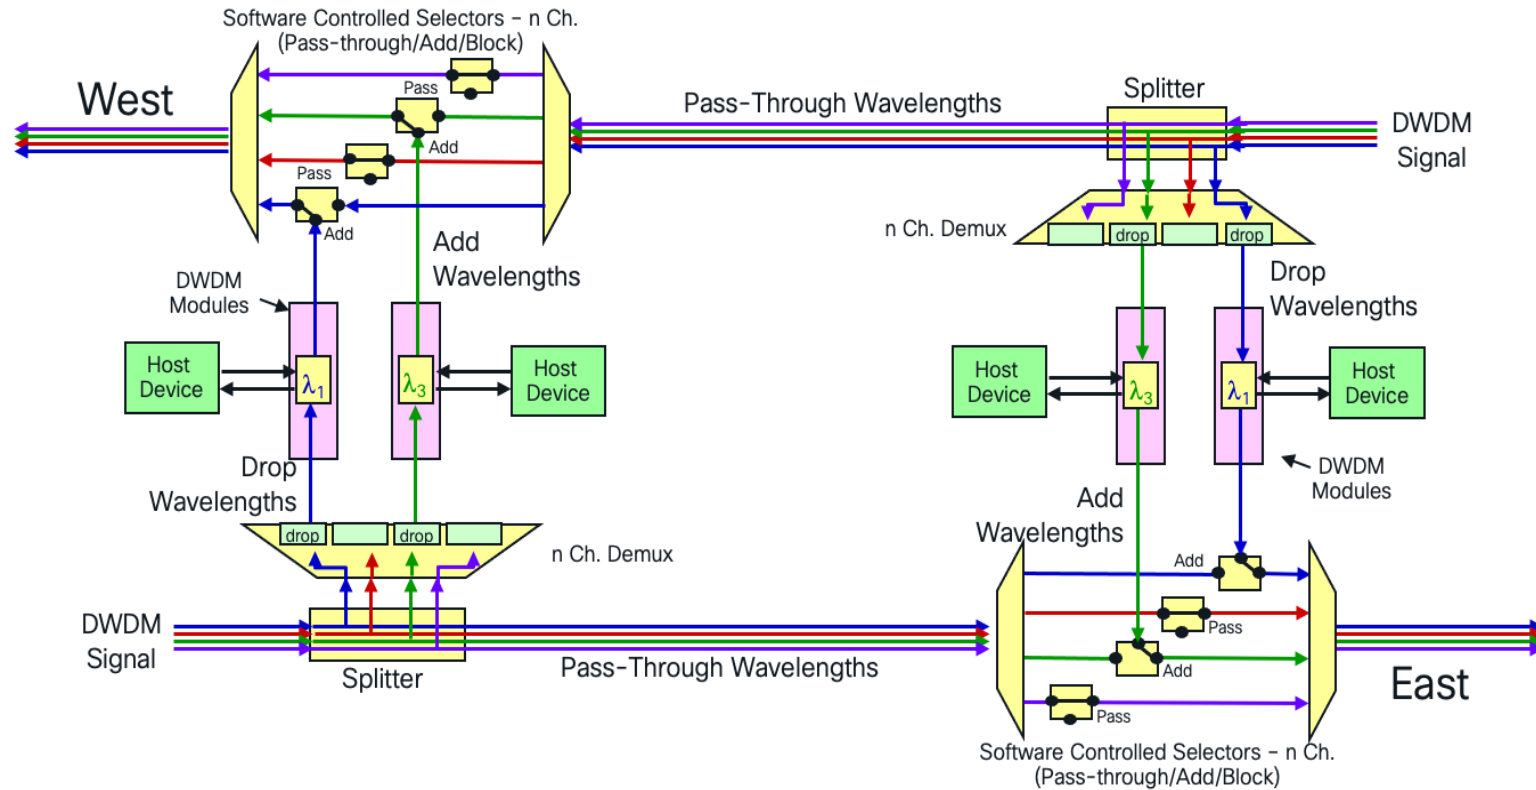 Software Controlled Selectors – n Ch.
(Pass-through/Add/Block)
West
Pass
Add
Pass
Add
Pass-Through Wavelengths
Splitter
DWDM
Signal
n Ch. Demux
drop
drop
Add
Wavelengths
Drop
Wavelengths
DWDM
Modules
Host
Device
λ1
λ3
Host
Device
Host
Device
λ3
λ1
Host
Device
Drop
Wavelengths
DWDM
Modules
Add
Wavelengths
drop
drop
n Ch. Demux
DWDM
Signal
Splitter
Pass-Through Wavelengths
Add
Pass
Add
Pass
East
Software Controlled Selectors – n Ch.
(Pass-through/Add/Block)